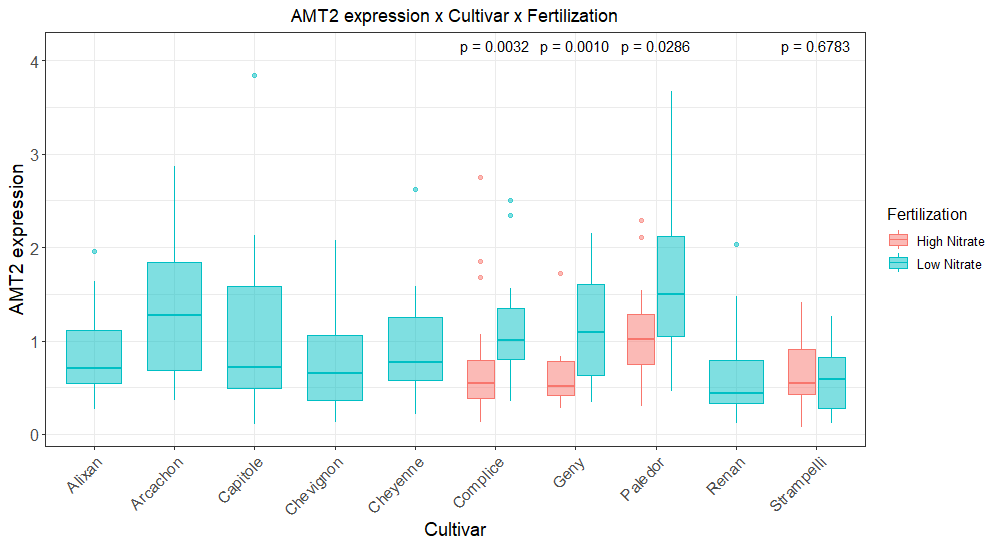 AMT2 expression x Cultivar x Fertilization
p = 0.0032 p = 0.0010 p = 0.0286 p = 0.6783
4
3
2
1
0
AMT2 expression
Alixan
Arcachon
Capitole
Chevignon
Cheyenne
Complice
Geny
Paledor
Renan
Strampelli
Cultivar
Fertilization
High Nitrate
Low Nitrate